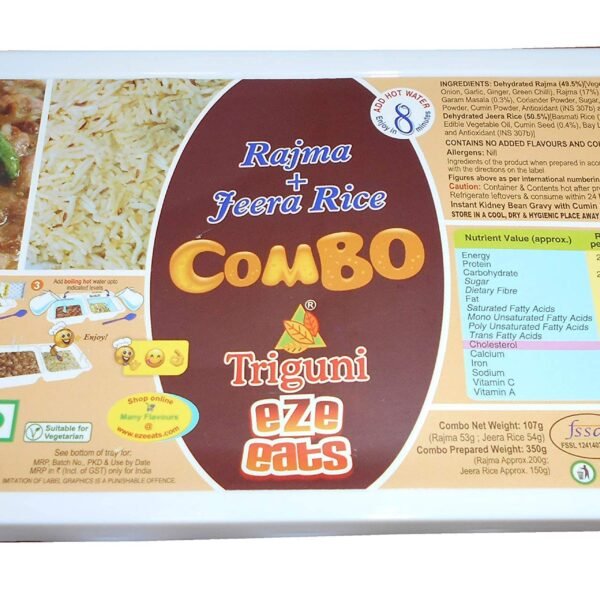 Rajma
+
Jeera Rice
COMBO
®
Triguni
eze
eats
ADD HOT WATER
Enjoy in
8
minutes
3
Add boiling hot water upto
indicated levels
Enjoy!
Shop online
Many Flavours
@
www.ezeeats.com
Suitable for
Vegetarian
See bottom of tray for:
MRP, Batch No., PKD & Use by Date
MRP in ₹ (Incl. of GST) only for India
IMITATION OF LABEL GRAPHICS IS A PUNISHABLE OFFENCE.
INGREDIENTS: Dehydrated Rajma (49.5%)[Veg
Onion, Garlic, Ginger, Green Chilli), Rajma (17%)
Garam Masala (0.3%), Coriander Powder, Sugar,
Powder, Cumin Powder, Antioxidant (INS 307b) a
Dehydrated Jeera Rice (50.5%)[Basmati Rice (
Edible Vegetable Oil, Cumin Seed (0.4%), Bay L
and Antioxidant (INS 307b)]
CONTAINS NO ADDED FLAVOURS AND CO
Allergens: Nil
Ingredients of the product when prepared in accor
with the directions on the label.
Figures above as per international numberin
Caution: Container & Contents hot after pr
Refrigerate leftovers & consume within 24
Instant Kidney Bean Gravy with Cumin
STORE IN A COOL, DRY & HYGIENIC PLACE AWAY
Nutrient Value (approx.)
Energy
Protein
Carbohydrate
Sugar
Dietary Fibre
Fat
Saturated Fatty Acids
Mono Unsaturated Fatty Acids
Poly Unsaturated Fatty Acids
Trans Fatty Acids
Cholesterol
Calcium
Iron
Sodium
Vitamin C
Vitamin A
Combo Net Weight: 107g
(Rajma 53g ; Jeera Rice 54g)
Combo Prepared Weight: 350g
(Rajma Approx.200g;
Jeera Rice Approx. 150g)
fssa
FSSL 124140